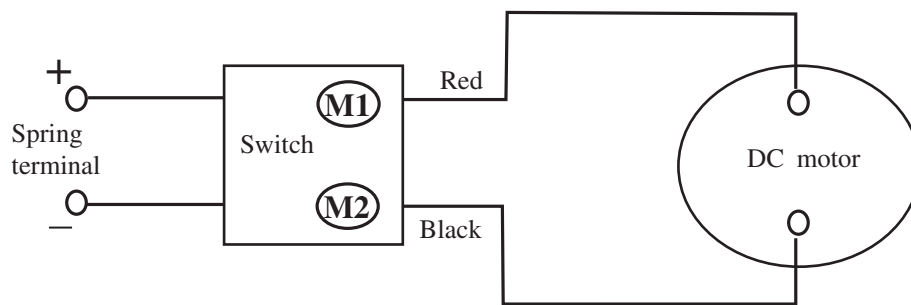 +
Spring
terminal
–
Switch
M1
M2
Red
Black
DC motor